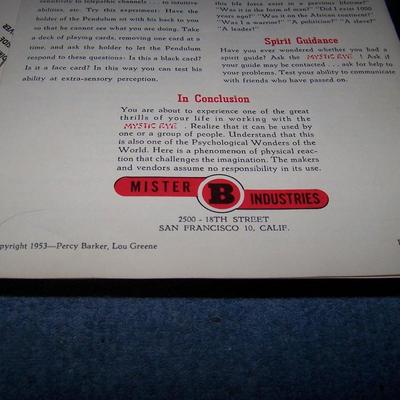 sensitivity to telepathic channels . . . to intuitive
abilities, etc. Try this experiment: Have the
holder of the Pendulum sit with his back to you
so that he cannot see what you are doing. Take
a deck of playing cards, removing one card at a
time, and ask the holder to let the Pendulum
respond to these questions: Is this a black card?
Is it a face card? In this way you can test his
ability at extra-sensory perception.
this life force exist in a previous lifetime?"
"Was it in the form of man?" "Did I exist 1000
years ago?" "Was it on the African continent?"
"Was I a warrior?" "A politician?" "A slave?"
"A leader?"
Spirit Guidance
Have you ever wondered whether you had a
spirit guide? Ask the MYSTIC EYE ! Ask if
your guide may be contacted . . . ask for help to
your problems. Test your ability to communicate
with friends who have passed on.
In Conclusion
You are about to experience one of the great
thrills of your life in working with the
MYSTIC EYE . Realize that it can be used by
one or a group of people. Understand that this
is also one of the Psychological Wonders of the
World. Here is a phenomenon of physical reac-
tion that challenges the imagination. The makers
and vendors assume no responsibility in its use.
MISTER B INDUSTRIES
2500 - 18TH STREET
SAN FRANCISCO 10, CALIF.
pyright 1953—Percy Barker, Lou Greene